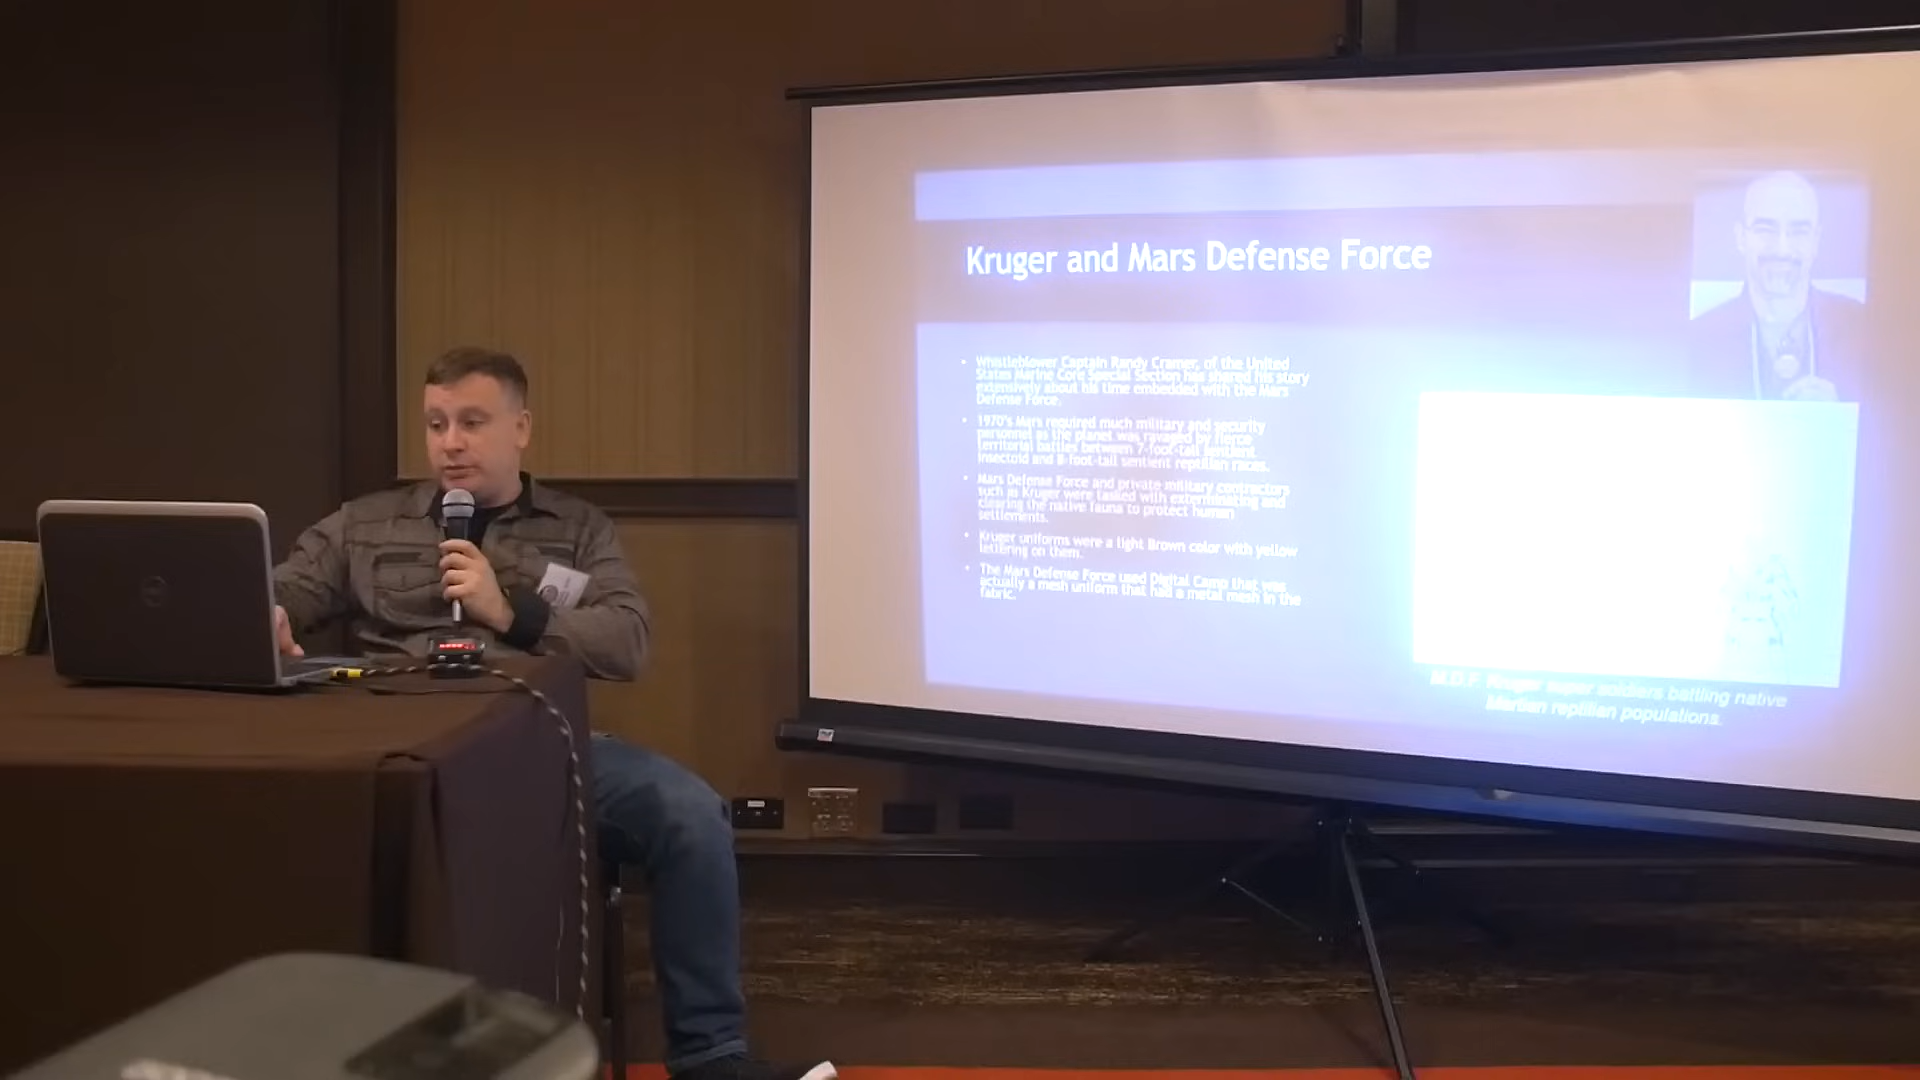 Kruger and Mars Defense Force
• Whistleblower Captain Randy Cramer, of the United
States Marine Core Special Section has shared his story
extensively about his time embedded with the Mars
Defense Force.
• 1970's Mars required much military and security
personnel as the planet was ravaged by fierce
territorial battles between 7-foot-tall sentient
insectoid and 8-foot-tall sentient reptilian races.
• Mars Defense Force and private military contractors
such as Kruger were tasked with exterminating and
clearing the native fauna to protect human
settlements.
• Kruger uniforms were a light Brown color with yellow
lettering on them.
• The Mars Defense Force used Digital Camp that was
actually a mesh uniform that had a metal mesh in the
fabric.
M.D.F. Kruger super soldiers battling native
Martian reptilian populations.